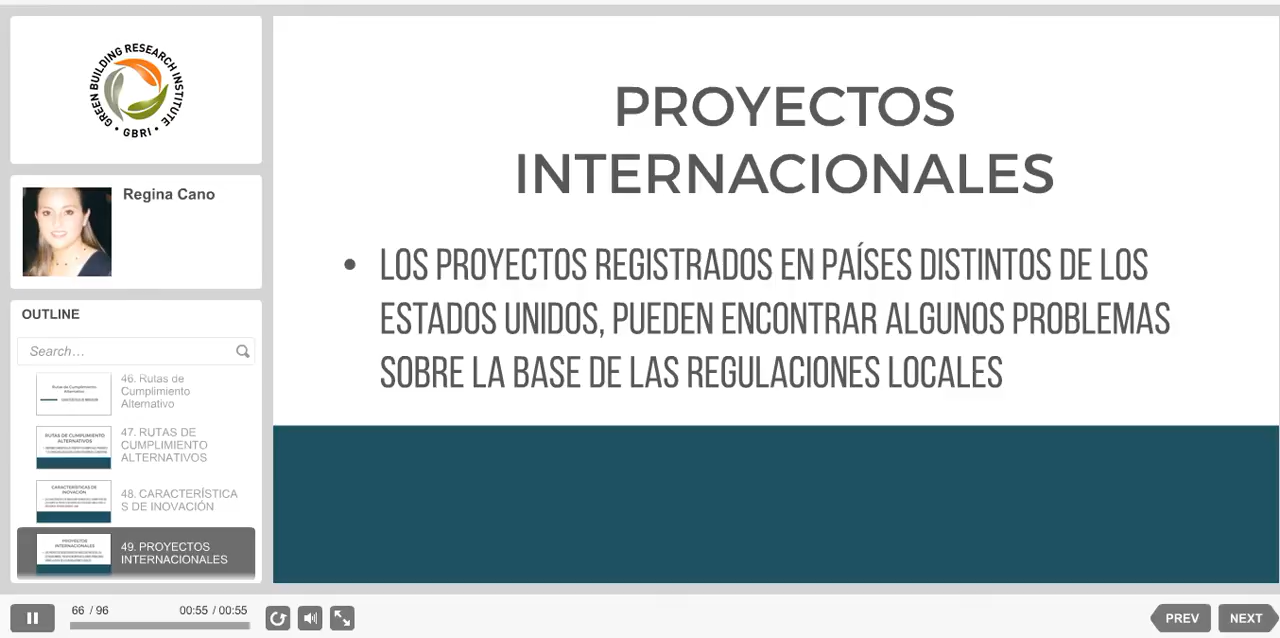 GREEN BUILDING RESEARCH INSTITUTE
• GBRI •
Regina Cano
OUTLINE
Search...
46. Rutas de
Cumplimiento
Alternativo
47. RUTAS DE
CUMPLIMIENTO
ALTERNATIVOS
48. CARACTERÍSTICA
S DE INOVACIÓN
49. PROYECTOS
INTERNACIONALES
PROYECTOS
INTERNACIONALES
• LOS PROYECTOS REGISTRADOS EN PAÍSES DISTINTOS DE LOS
ESTADOS UNIDOS, PUEDEN ENCONTRAR ALGUNOS PROBLEMAS
SOBRE LA BASE DE LAS REGULACIONES LOCALES
66 / 96
00:55 / 00:55
PREV
NEXT